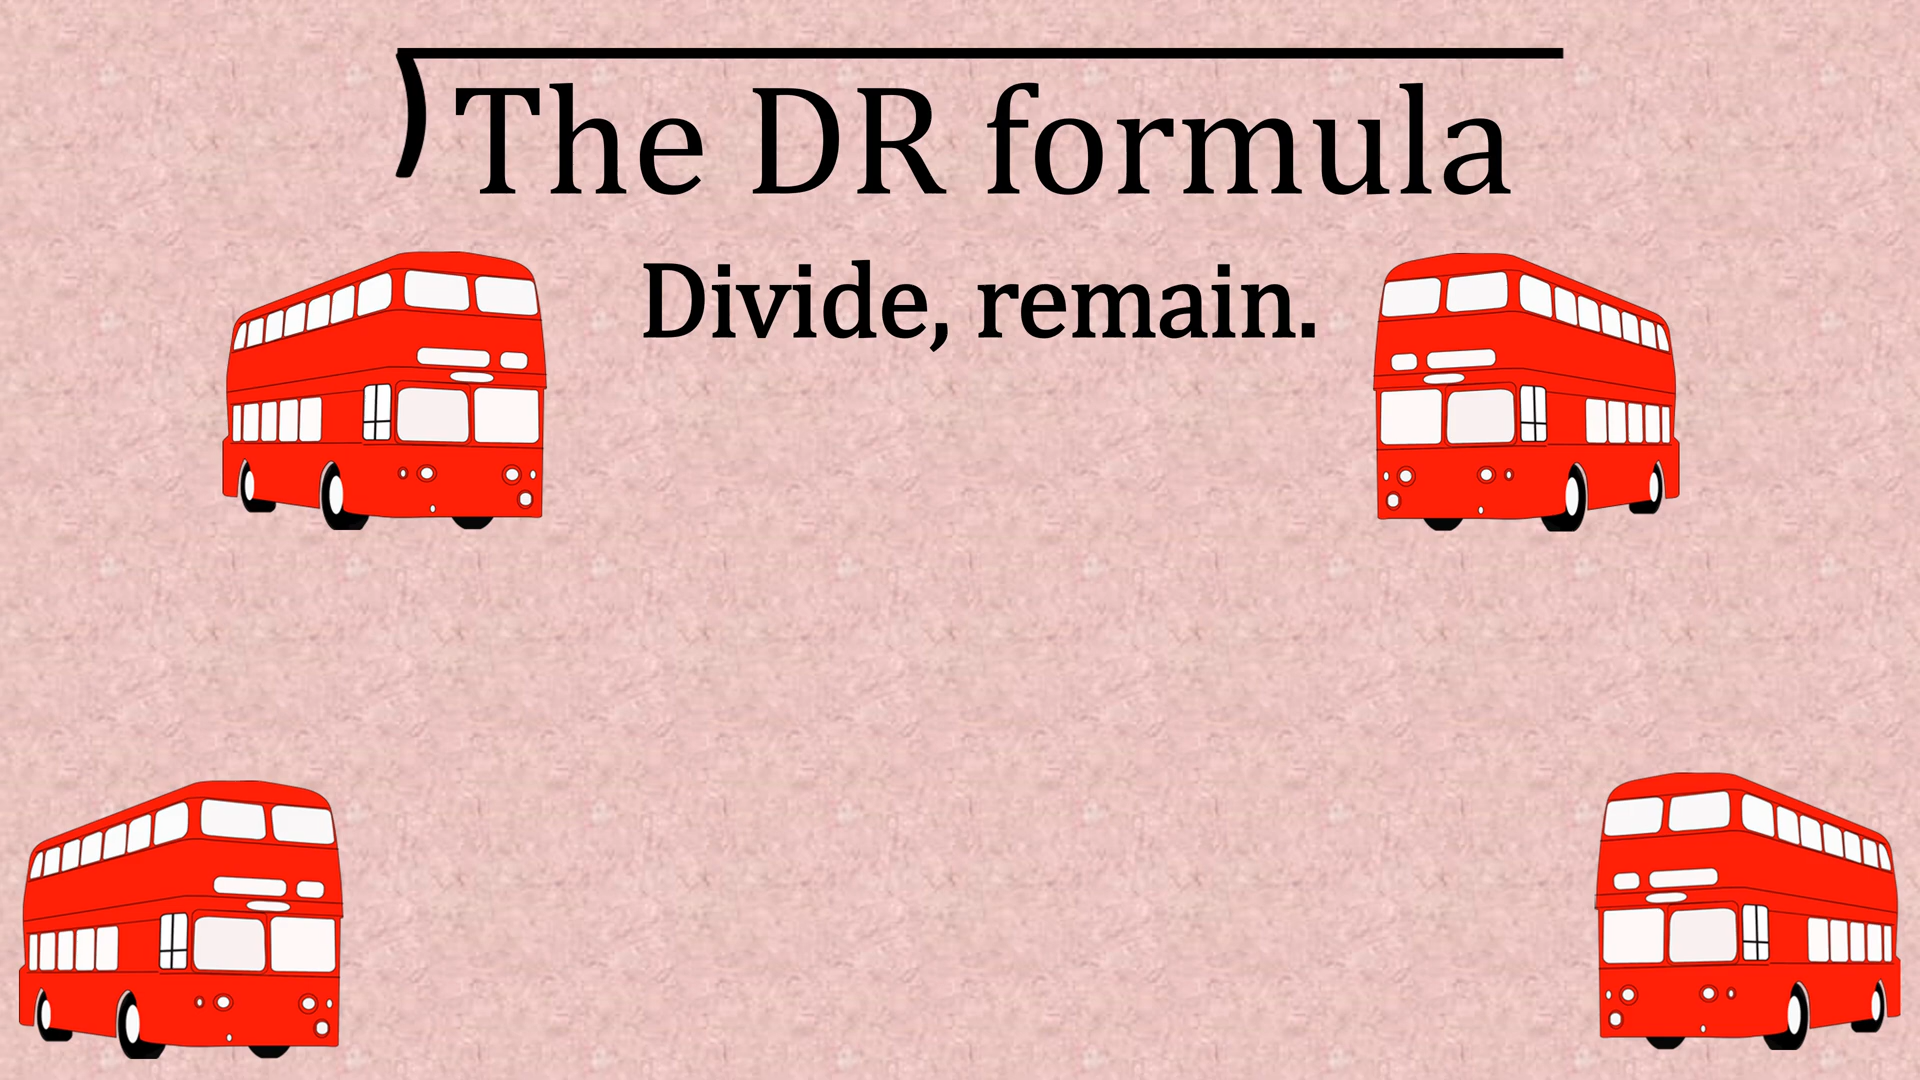 The DR formula
Divide, remain.